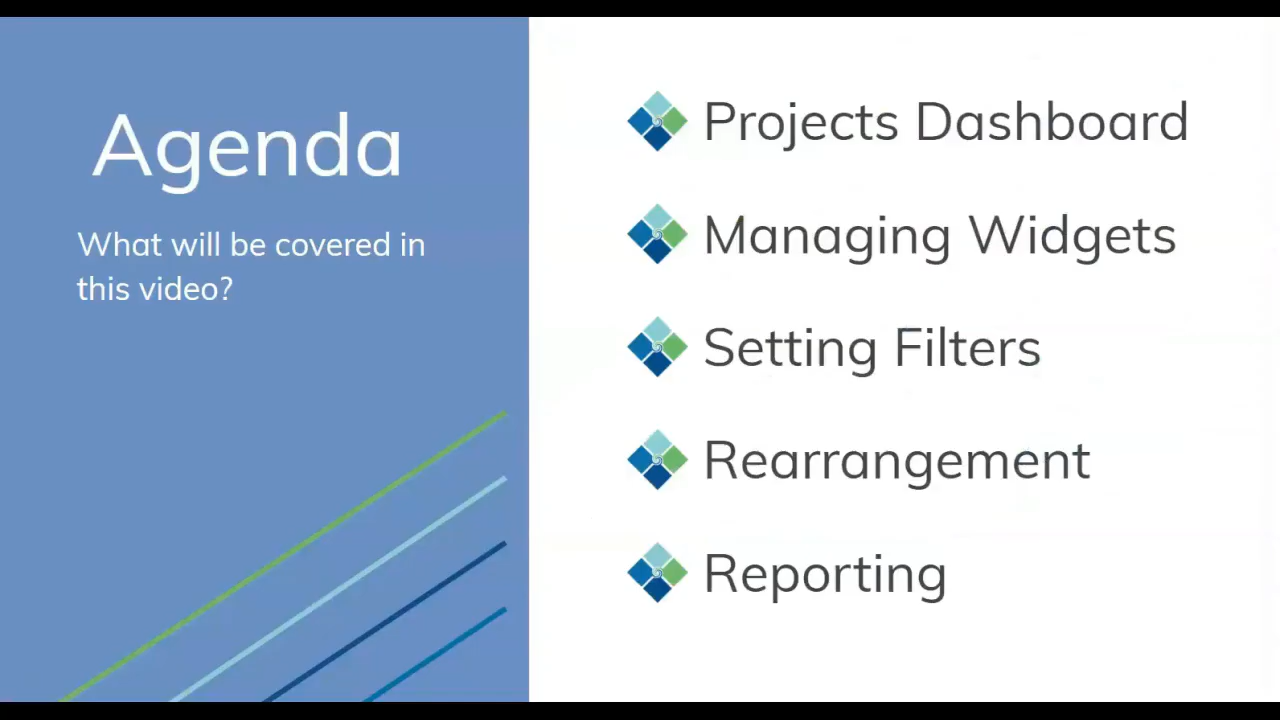 Agenda
What will be covered in
this video?
Projects Dashboard
Managing Widgets
Setting Filters
Rearrangement
Reporting